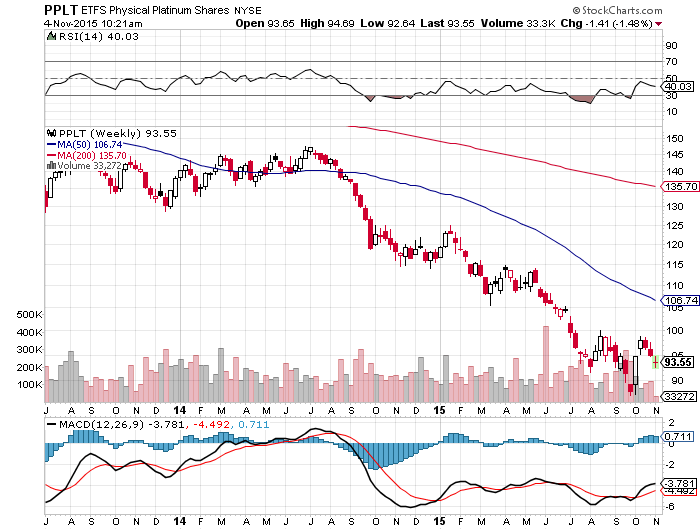 PPLT ETFS Physical Platinum Shares NYSE © StockCharts.com
4-Nov-2015 10:21am Open 93.65 High 94.69 Low 92.64 Last 93.55 Volume 33.3K Chg -1.41 (-1.48%)
RSI(14) 40.03
90
70
50
40.03
30
10
PPLT (Weekly) 93.55
MA(50) 106.74
MA(200) 135.70
Volume 33,272
150
145
140
135.70
130
125
120
115
110
106.74
105
100
95
93.55
90
33272
500K
400K
300K
200K
100K
J A S O N D 14 F M A M J J A S O N D 15 F M A M J J A S O N
MACD(12,26,9) -3.781, -4.492, 0.711
2
0.711
-2
-3.781
-4.492
-6
J A S O N D 14 F M A M J J A S O N D 15 F M A M J J A S O N